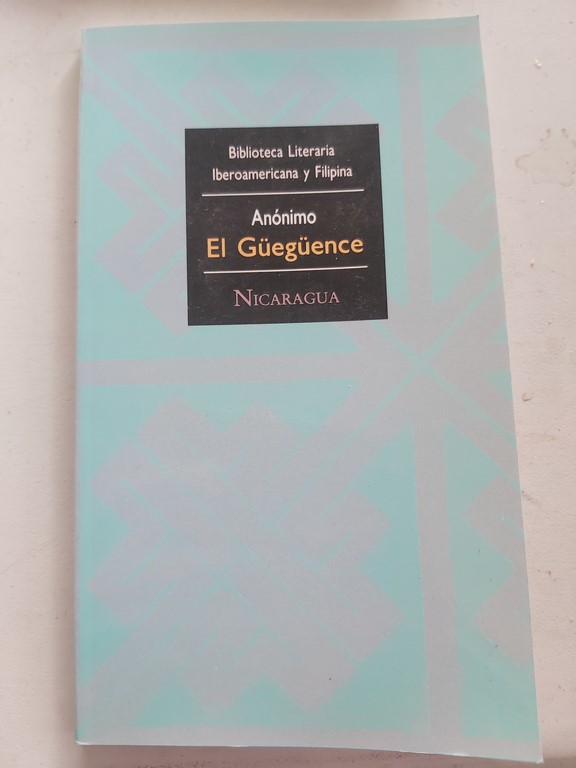 Biblioteca Literaria
Iberoamericana y Filipina
Anónimo
El Güegüence
NICARAGUA